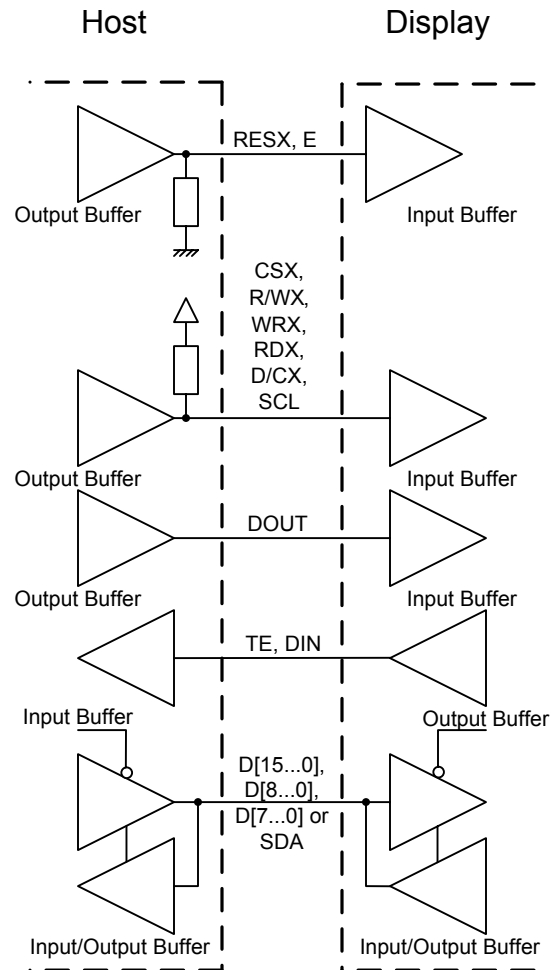 Host
Display
RESX, E
Output Buffer
Input Buffer
CSX,
R/WX,
WRX,
RDX,
D/CX,
SCL
Output Buffer
Input Buffer
DOUT
Output Buffer
Input Buffer
TE, DIN
Input Buffer
Output Buffer
D[15...0],
D[8...0],
D[7...0] or
SDA
Input/Output Buffer
Input/Output Buffer